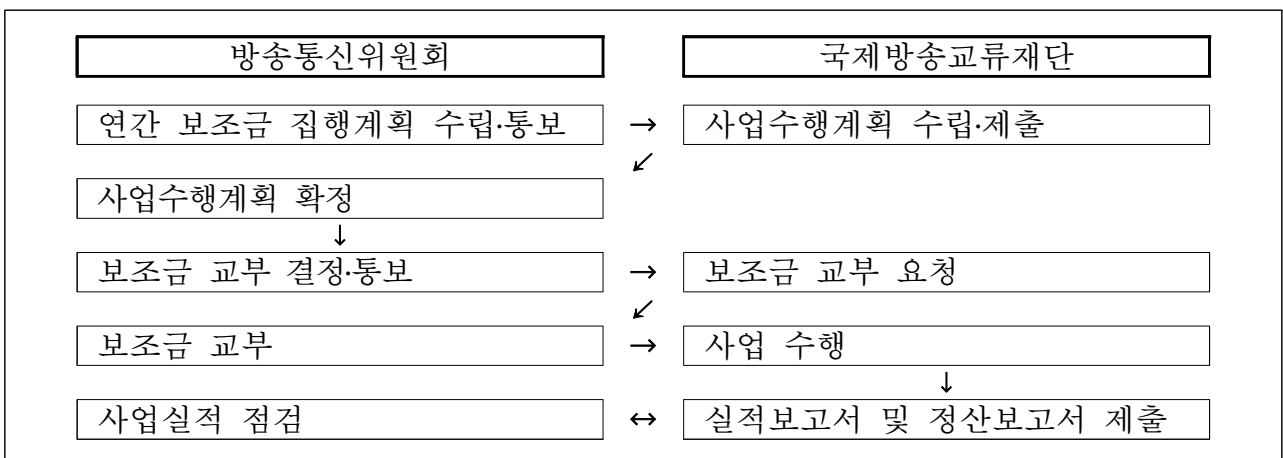 방송통신위원회 국제방송교류재단
연간 보조금 집행계획 수립·통보 → 사업수행계획 수립·제출
↙
사업수행계획 확정
↓
보조금 교부 결정·통보 → 보조금 교부 요청
↙
보조금 교부 → 사업 수행
↓
사업실적 점검 ↔ 실적보고서 및 정산보고서 제출